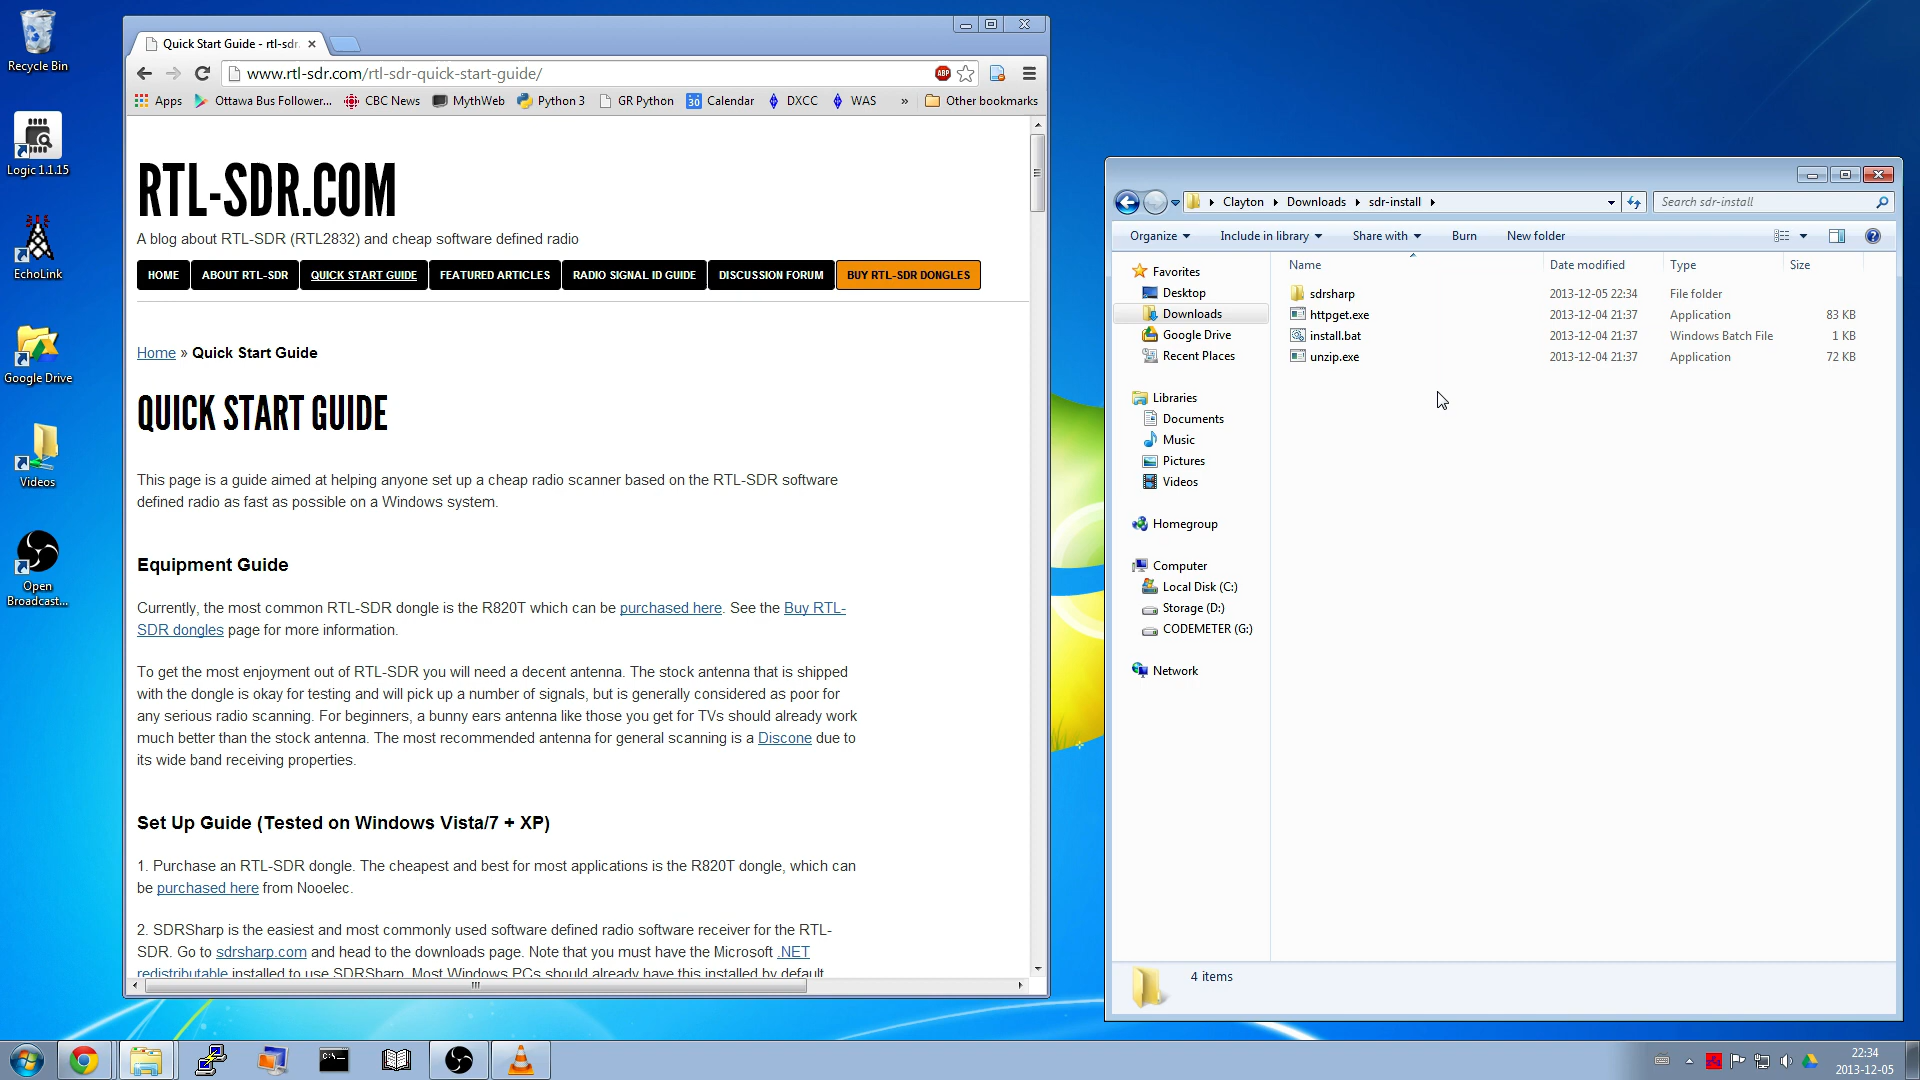 Recycle Bin
Logic 1.1.15
EchoLink
Google Drive
Videos
Open
Broadcast...
Quick Start Guide - rtl-sdr.
www.rtl-sdr.com/rtl-sdr-quick-start-guide/
ABP
Apps
Ottawa Bus Follower...
CBC News
MythWeb
Python 3
GR Python
30
Calendar
DXCC
WAS
»
Other bookmarks
RTL-SDR.COM
A blog about RTL-SDR (RTL2832) and cheap software defined radio
HOME
ABOUT RTL-SDR
QUICK START GUIDE
FEATURED ARTICLES
RADIO SIGNAL ID GUIDE
DISCUSSION FORUM
BUY RTL-SDR DONGLES
Home » Quick Start Guide
QUICK START GUIDE
This page is a guide aimed at helping anyone set up a cheap radio scanner based on the RTL-SDR software
defined radio as fast as possible on a Windows system.
Equipment Guide
Currently, the most common RTL-SDR dongle is the R820T which can be purchased here. See the Buy RTL-
SDR dongles page for more information.
To get the most enjoyment out of RTL-SDR you will need a decent antenna. The stock antenna that is shipped
with the dongle is okay for testing and will pick up a number of signals, but is generally considered as poor for
any serious radio scanning. For beginners, a bunny ears antenna like those you get for TVs should already work
much better than the stock antenna. The most recommended antenna for general scanning is a Discone due to
its wide band receiving properties.
Set Up Guide (Tested on Windows Vista/7 + XP)
1. Purchase an RTL-SDR dongle. The cheapest and best for most applications is the R820T dongle, which can
be purchased here from Nooelec.
2. SDRSharp is the easiest and most commonly used software defined radio software receiver for the RTL-
SDR. Go to sdrsharp.com and head to the downloads page. Note that you must have the Microsoft .NET
redistributable installed to use SDRSharp. Most Windows PCs should already have this installed by default
Clayton
Downloads
sdr-install
Search sdr-install
Organize
Include in library
Share with
Burn
New folder
Favorites
Desktop
Downloads
Google Drive
Recent Places
Libraries
Documents
Music
Pictures
Videos
Homegroup
Computer
Local Disk (C:)
Storage (D:)
CODEMETER (G:)
Network
Name Date modified Type Size
sdrsharp 2013-12-05 22:34 File folder
httpget.exe 2013-12-04 21:37 Application 83 KB
install.bat 2013-12-04 21:37 Windows Batch File 1 KB
unzip.exe 2013-12-04 21:37 Application 72 KB
4 items
C:\
22:34
2013-12-05